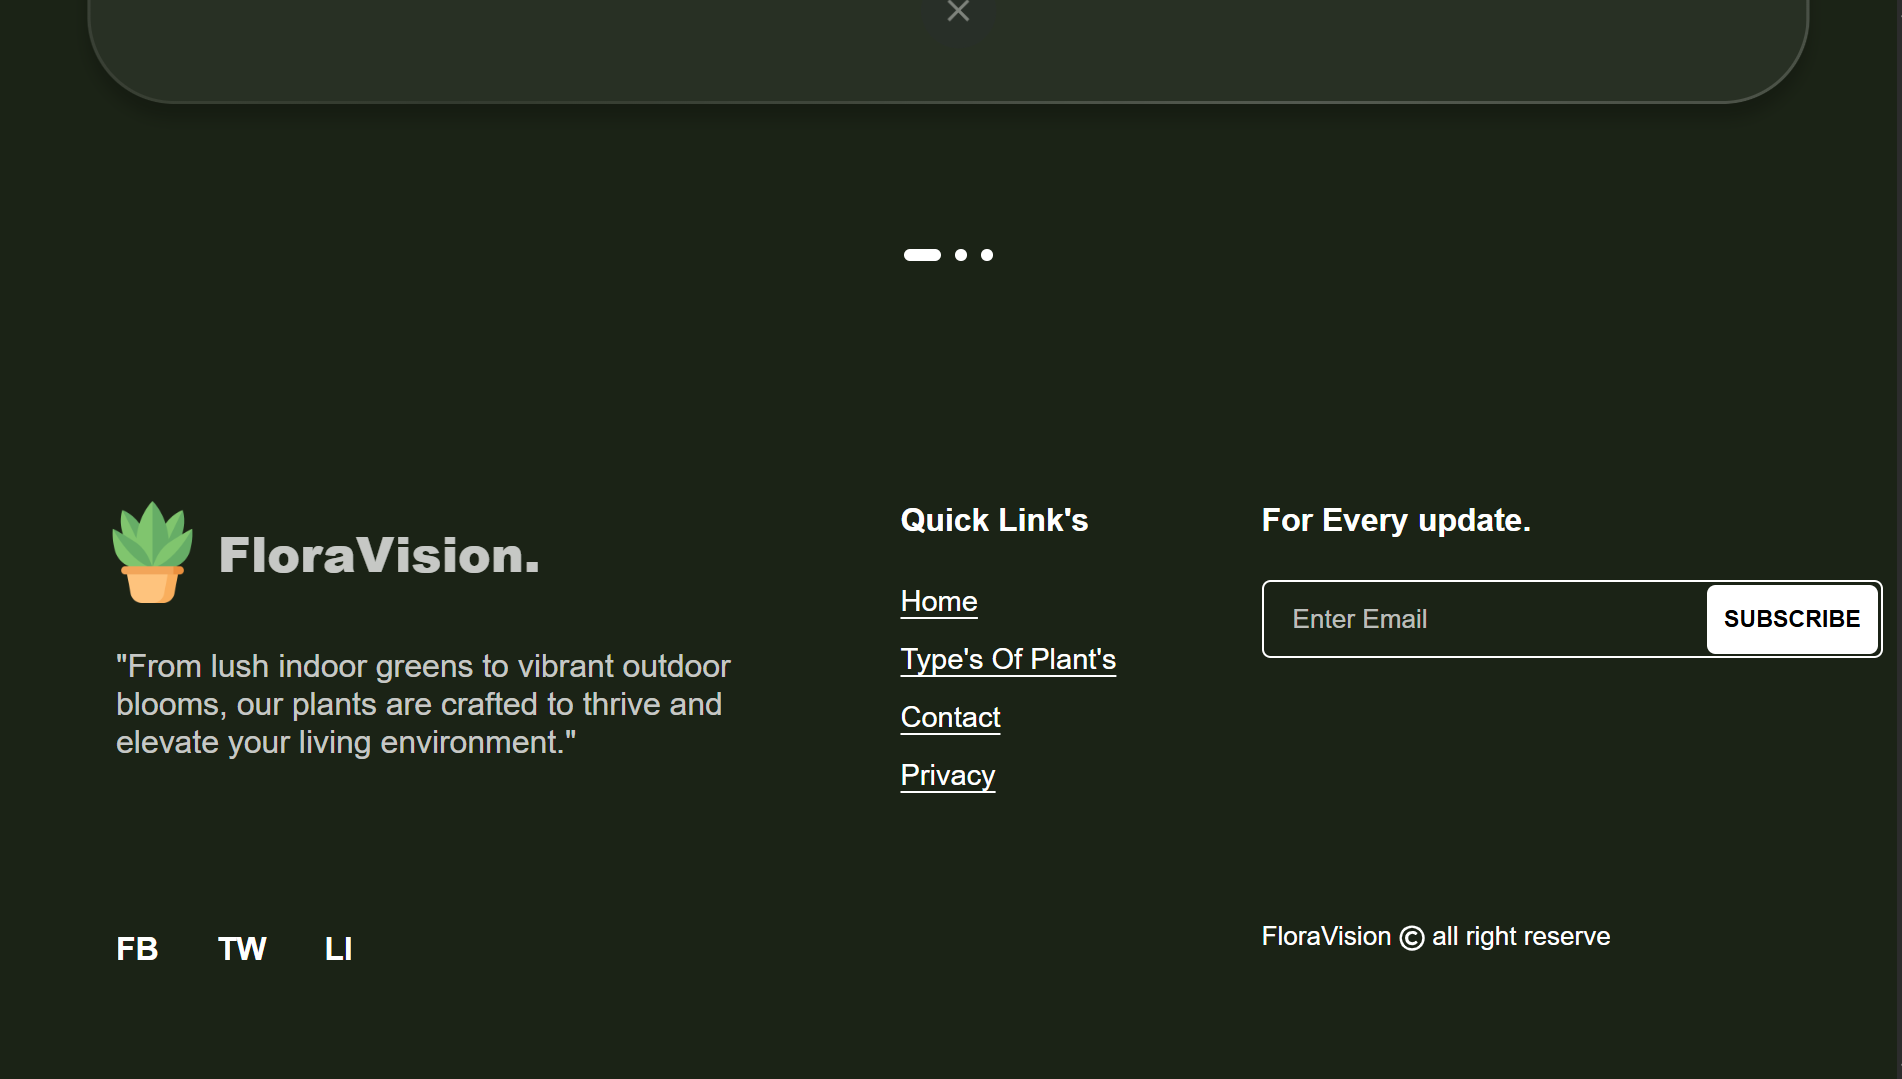 FloraVision.
"From lush indoor greens to vibrant outdoor
blooms, our plants are crafted to thrive and
elevate your living environment."
FB TW LI
Quick Link's
Home
Type's Of Plant's
Contact
Privacy
For Every update.
Enter Email SUBSCRIBE
FloraVision © all right reserve